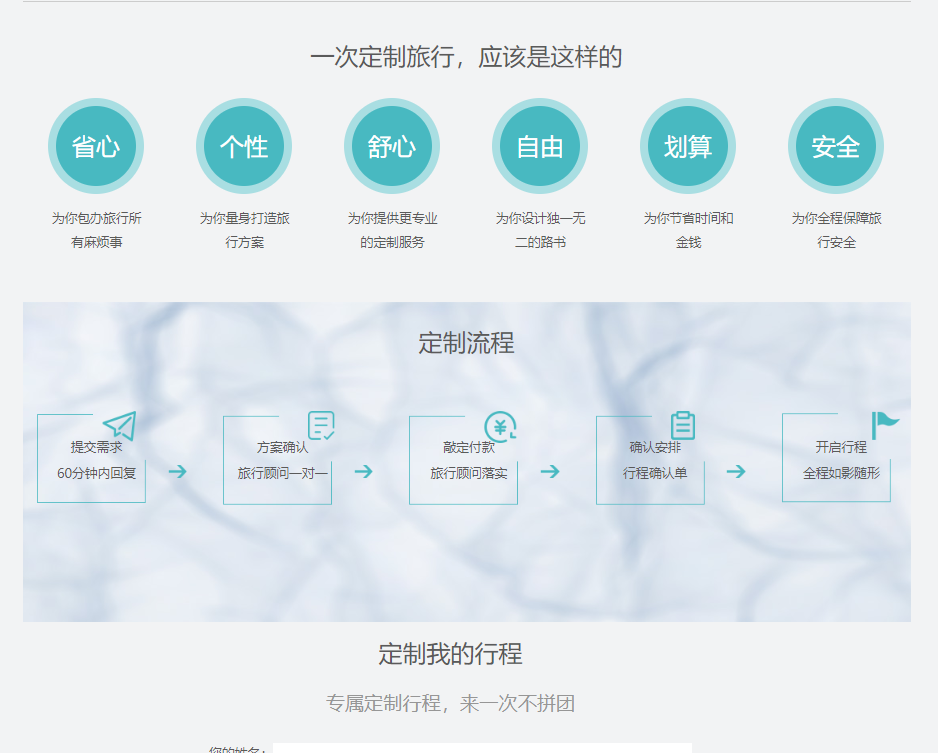 一次定制旅行，应该是这样的
省心 个性 舒心 自由 划算 安全
为你包办旅行所 为你量身打造旅 为你提供更专业 为你设计独一无 为你节省时间和 为你全程保障旅
有麻烦事 行方案 的定制服务 二的路书 金钱 行安全
定制流程
提交需求 方案确认 敲定付款 确认安排 开启行程
60分钟内回复 旅行顾问一对一 旅行顾问落实 行程确认单 全程如影随形
定制我的行程
专属定制行程，来一次不拼团
您的姓名：